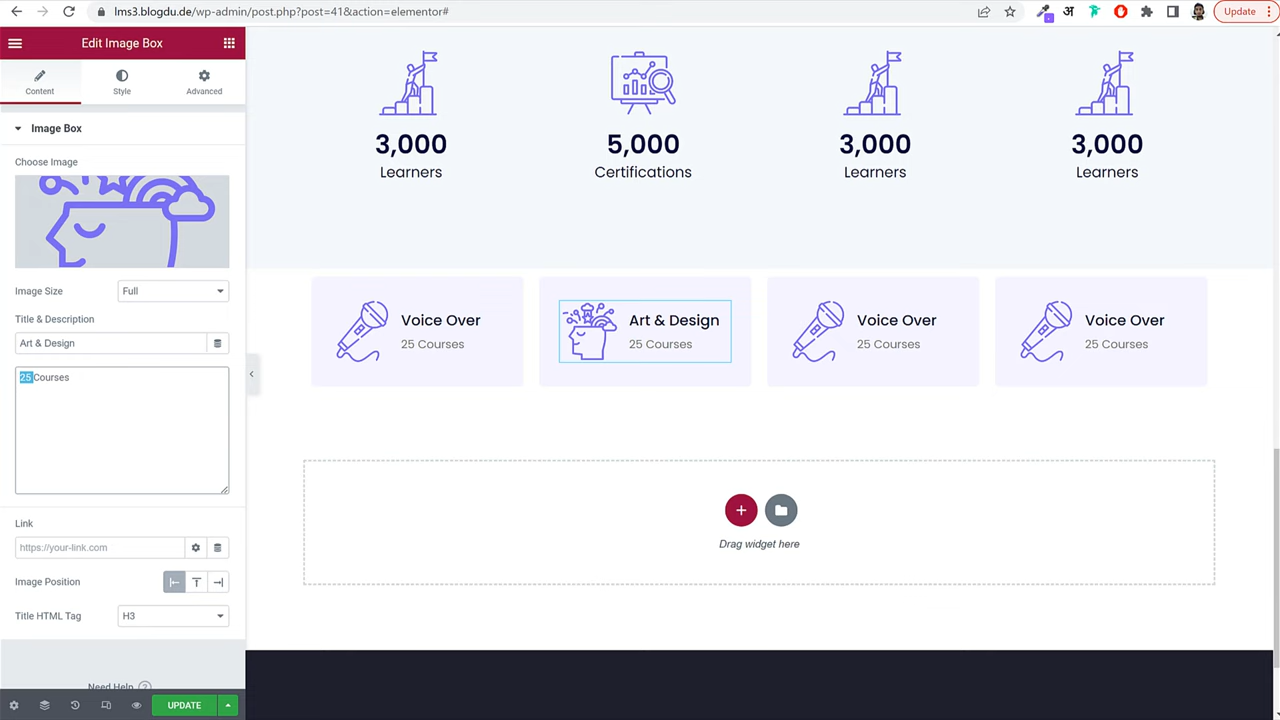 lms3.blogdu.de/wp-admin/post.php?post=41&action=elementor#
अ
Update
Edit Image Box
Content
Style
Advanced
Image Box
Choose Image
Image Size
Full
Title & Description
Art & Design
25 Courses
Link
https://your-link.com
Image Position
Title HTML Tag
H3
Need Help
?
UPDATE
3,000
Learners
5,000
Certifications
3,000
Learners
3,000
Learners
Voice Over
25 Courses
Art & Design
25 Courses
Voice Over
25 Courses
Voice Over
25 Courses
Drag widget here